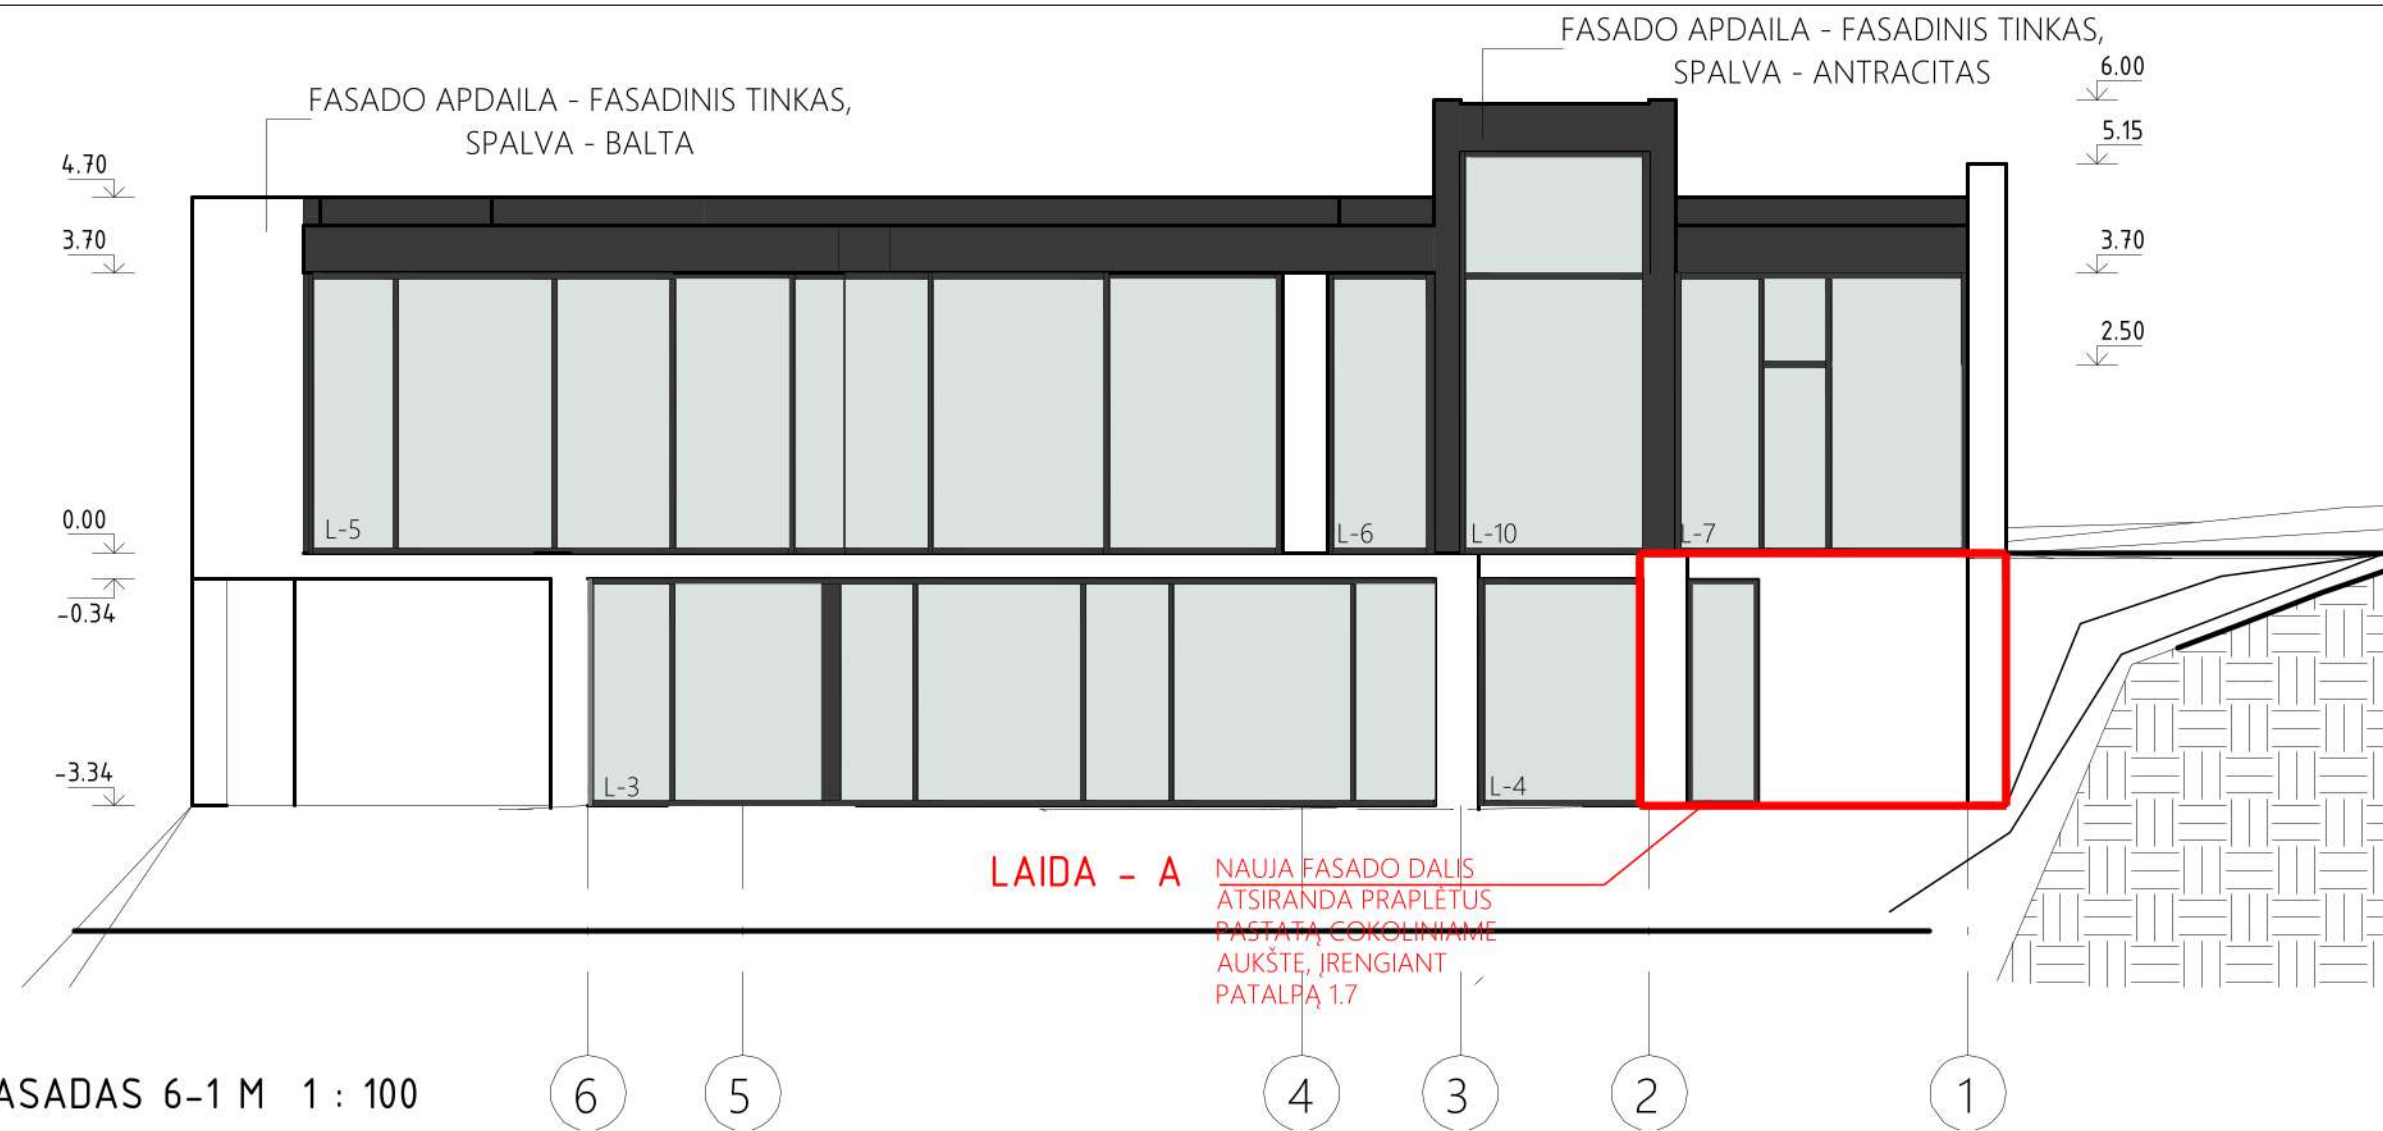 FASADO APDAILA - FASADINIS TINKAS,
SPALVA - ANTRACITAS
FASADO APDAILA - FASADINIS TINKAS,
SPALVA - BALTA
6.00
5.15
4.70
3.70
3.70
2.50
0.00
-0.34
-3.34
L-5
L-6
L-10
L-7
L-3
L-4
LAIDA - A
NAUJA FASADO DALIS
ATSIRANDA PRAPLĖTUS
PASTATĄ COKOLINIAME
AUKŠTE, ĮRENGIANT
PATALPĄ 1.7
ASADAS 6-1 M 1 : 100
6
5
4
3
2
1